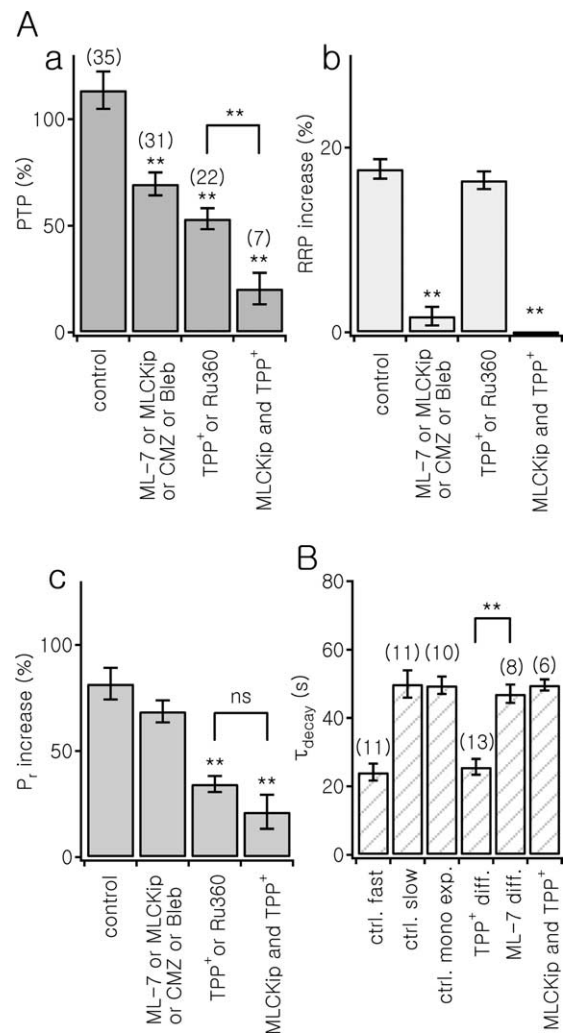 A
a
PTP (%)
100
50
0
(35)
(31)
**
(22)
**
**
(7)
**
control
ML-7 or MLCKip
or CMZ or Bleb
TPP+ or Ru360
MLCKip and TPP+
b
RRP increase (%)
20
0
**
**
control
ML-7 or MLCKip
or CMZ or Bleb
TPP+ or Ru360
MLCKip and TPP+
c
Pr increase (%)
100
50
0
ns
**
**
control
ML-7 or MLCKip
or CMZ or Bleb
TPP+ or Ru360
MLCKip and TPP+
B
τdecay (s)
80
60
40
20
0
(11)
(11)
(10)
(13)
**
(8)
(6)
ctrl. fast
ctrl. slow
ctrl. mono exp.
TPP+ diff.
ML-7 diff.
MLCKip and TPP+